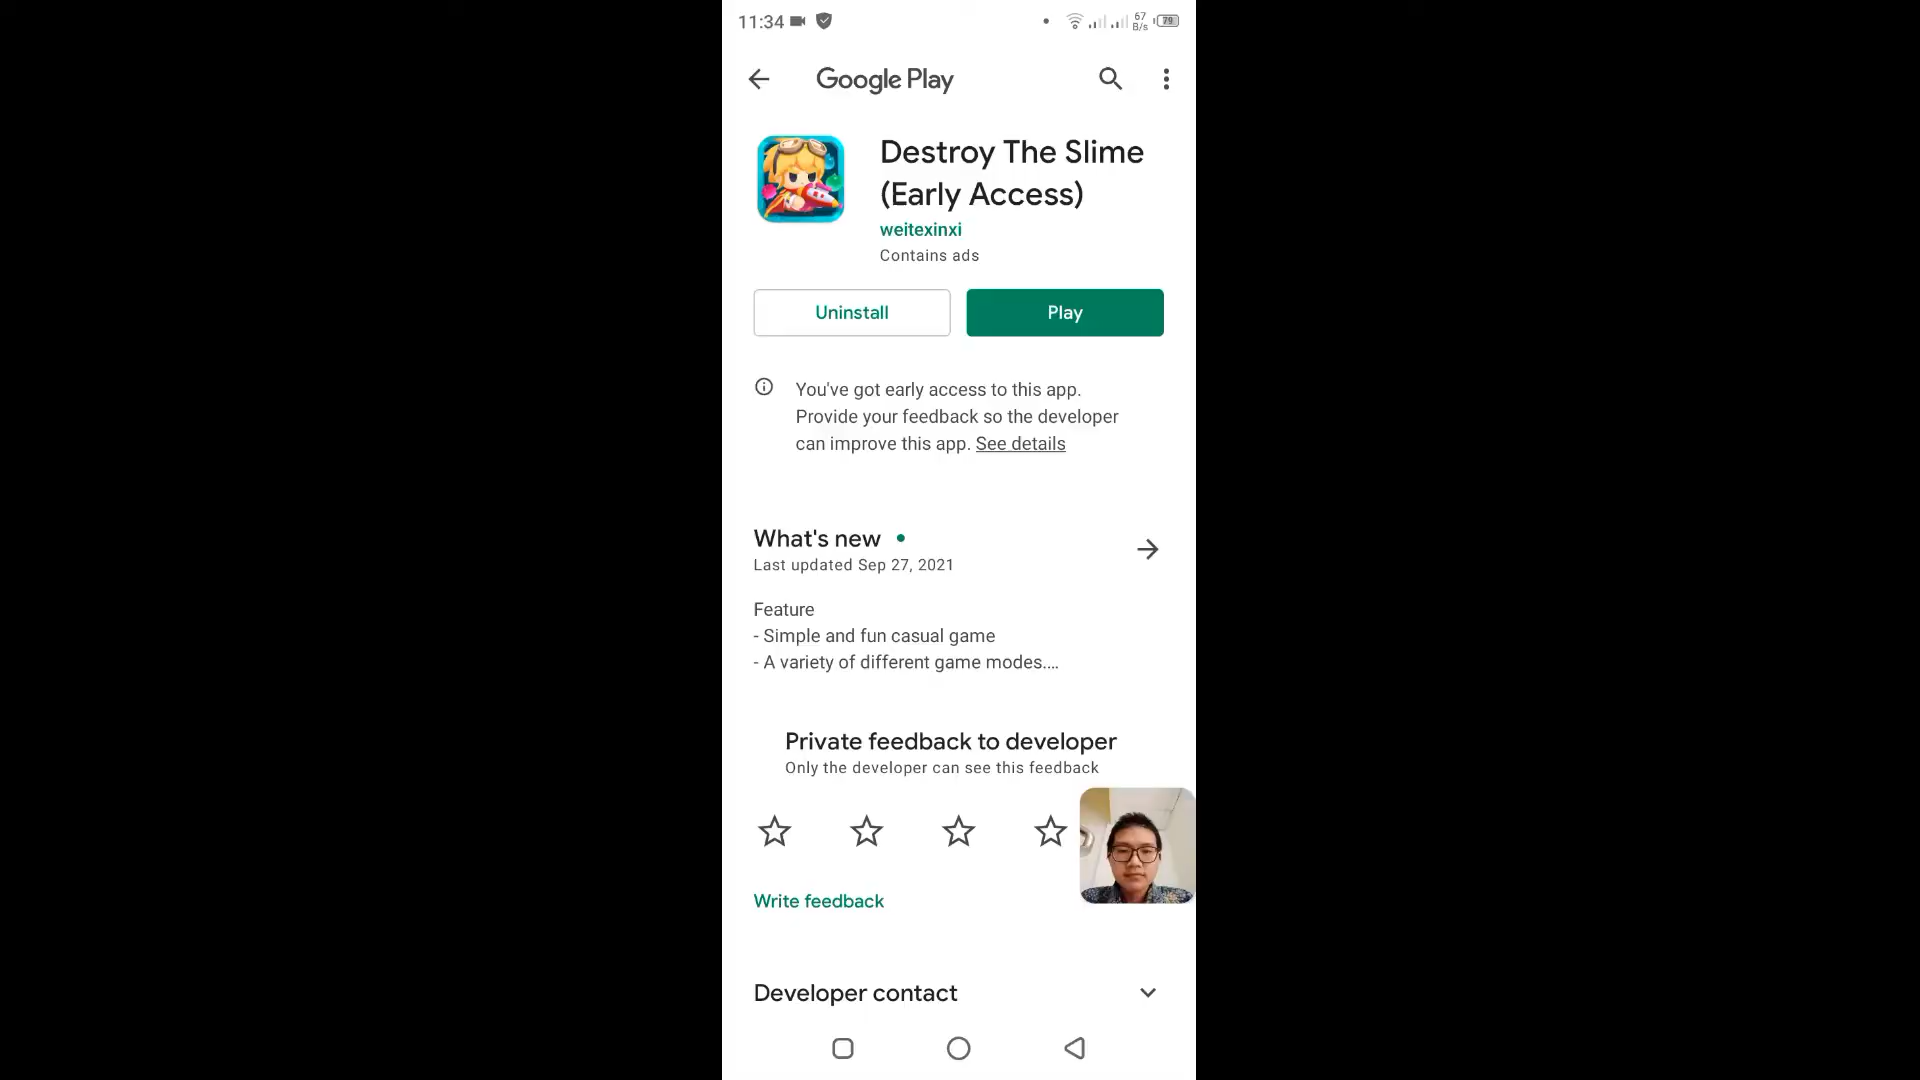 11:34
67
B/s
79
Google Play
Destroy The Slime
(Early Access)
weitexinxi
Contains ads
Uninstall
Play
You've got early access to this app.
Provide your feedback so the developer
can improve this app. See details
What's new
Last updated Sep 27, 2021
Feature
- Simple and fun casual game
- A variety of different game modes....
Private feedback to developer
Only the developer can see this feedback
Write feedback
Developer contact